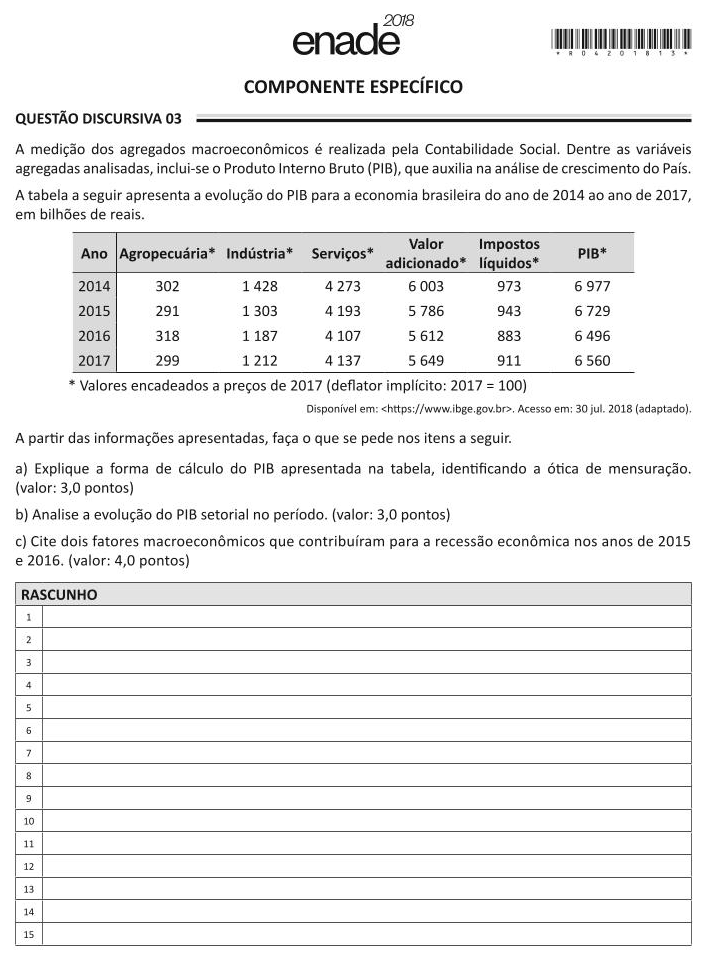 enade 2018
* R 0 4 2 0 1 8 1 3 *
COMPONENTE ESPECÍFICO
QUESTÃO DISCURSIVA 03
A medição dos agregados macroeconômicos é realizada pela Contabilidade Social. Dentre as variáveis
agregadas analisadas, inclui-se o Produto Interno Bruto (PIB), que auxilia na análise de crescimento do País.
A tabela a seguir apresenta a evolução do PIB para a economia brasileira do ano de 2014 ao ano de 2017,
em bilhões de reais.
Ano Agropecuária* Indústria* Serviços* Valor adicionado* Impostos líquidos* PIB*
2014 302 1 428 4 273 6 003 973 6 977
2015 291 1 303 4 193 5 786 943 6 729
2016 318 1 187 4 107 5 612 883 6 496
2017 299 1 212 4 137 5 649 911 6 560
* Valores encadeados a preços de 2017 (deflator implícito: 2017 = 100)
Disponível em: <https://www.ibge.gov.br>. Acesso em: 30 jul. 2018 (adaptado).
A partir das informações apresentadas, faça o que se pede nos itens a seguir.
a) Explique a forma de cálculo do PIB apresentada na tabela, identificando a ótica de mensuração.
(valor: 3,0 pontos)
b) Analise a evolução do PIB setorial no período. (valor: 3,0 pontos)
c) Cite dois fatores macroeconômicos que contribuíram para a recessão econômica nos anos de 2015
e 2016. (valor: 4,0 pontos)
RASCUNHO
1
2
3
4
5
6
7
8
9
10
11
12
13
14
15